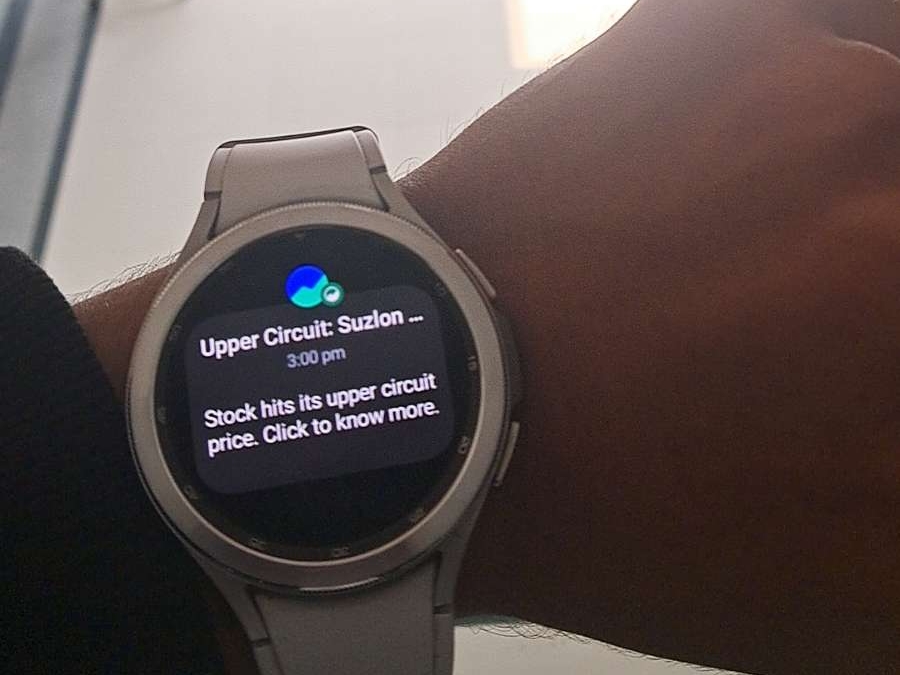 Upper Circuit: Suzlon ...
3:00 pm
Stock hits its upper circuit
price. Click to know more.